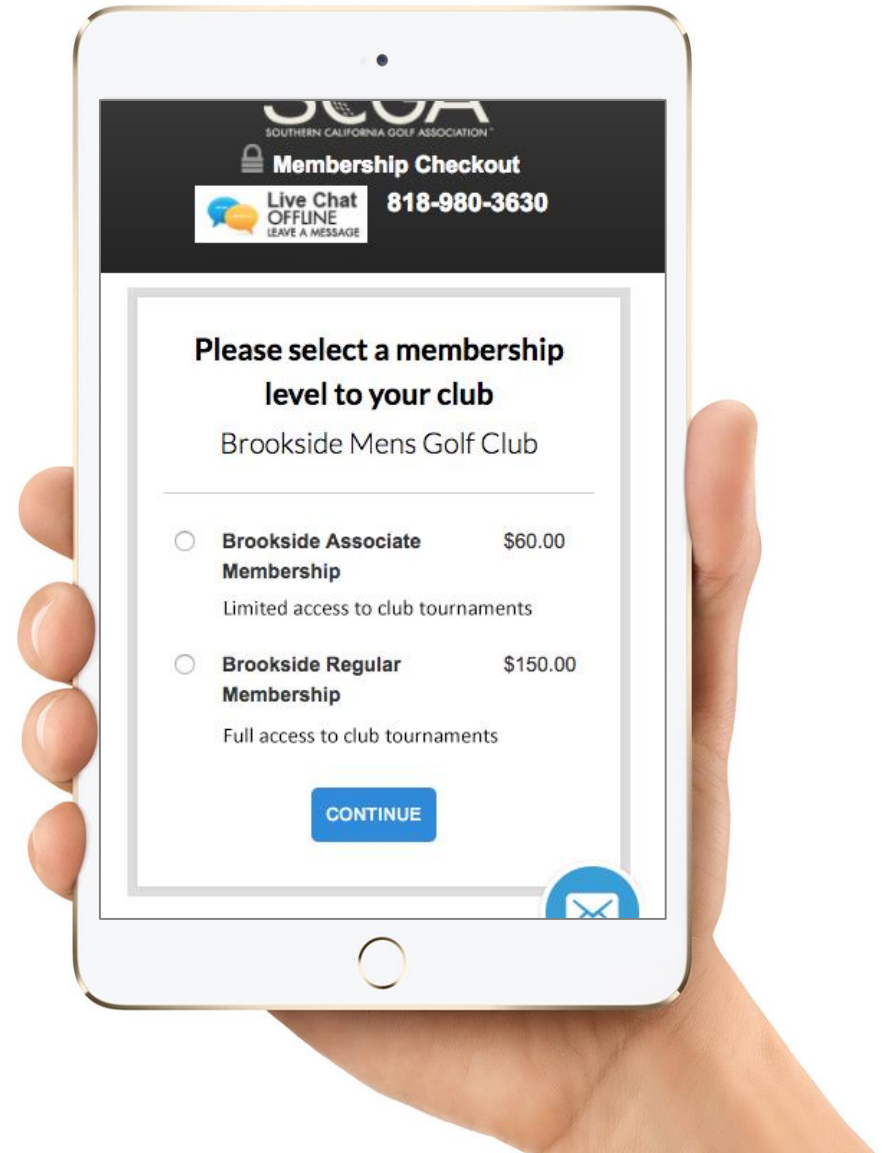 SCGA
SOUTHERN CALIFORNIA GOLF ASSOCIATION
Membership Checkout
Live Chat
OFFLINE
LEAVE A MESSAGE
818-980-3630
Please select a membership
level to your club
Brookside Mens Golf Club
Brookside Associate $60.00
Membership
Limited access to club tournaments
Brookside Regular $150.00
Membership
Full access to club tournaments
CONTINUE